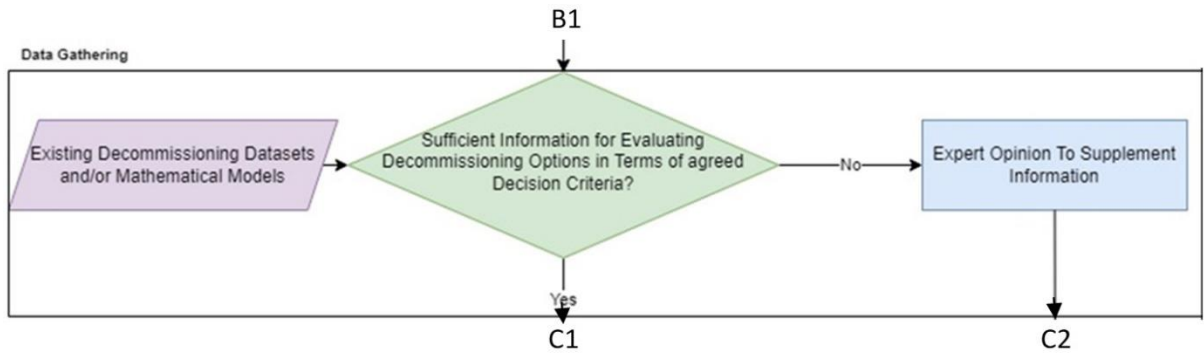 B1
Data Gathering
Existing Decommissioning Datasets
and/or Mathematical Models
Sufficient Information for Evaluating
Decommissioning Options in Terms of agreed
Decision Criteria?
No
Expert Opinion To Supplement
Information
Yes
C1
C2